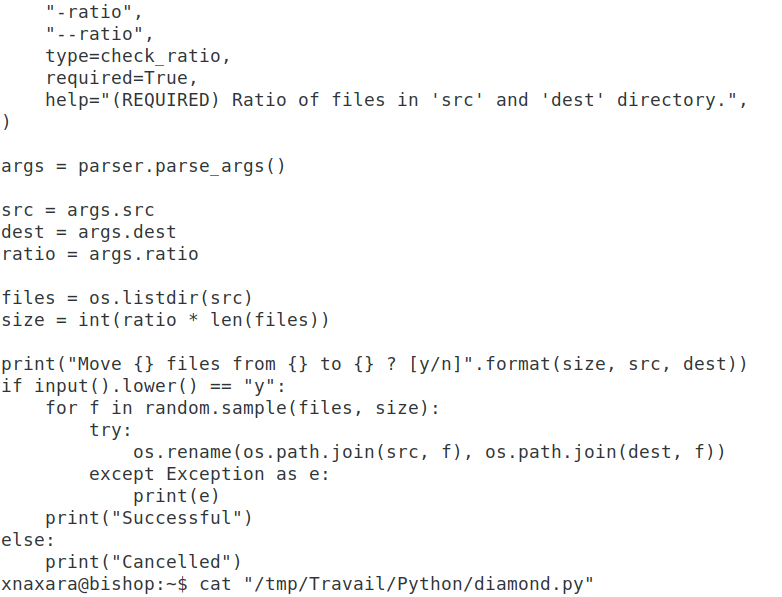 "-ratio",
    "--ratio",
    type=check_ratio,
    required=True,
    help="(REQUIRED) Ratio of files in 'src' and 'dest' directory.",
)

args = parser.parse_args()

src = args.src
dest = args.dest
ratio = args.ratio

files = os.listdir(src)
size = int(ratio * len(files))

print("Move {} files from {} to {} ? [y/n]".format(size, src, dest))
if input().lower() == "y":
    for f in random.sample(files, size):
        try:
            os.rename(os.path.join(src, f), os.path.join(dest, f))
        except Exception as e:
            print(e)
    print("Successful")
else:
    print("Cancelled")
xnaxara@bishop:~$ cat "/tmp/Travail/Python/diamond.py"